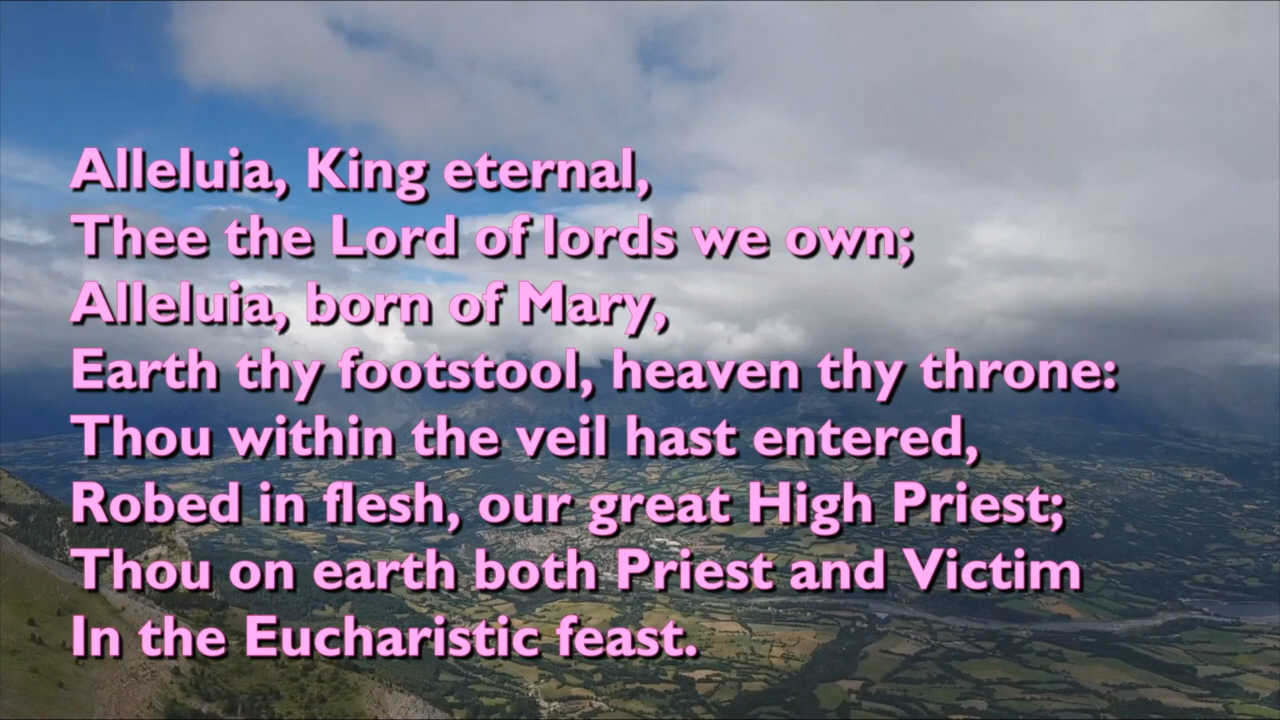 Alleluia, King eternal,
Thee the Lord of lords we own;
Alleluia, born of Mary,
Earth thy footstool, heaven thy throne:
Thou within the veil hast entered,
Robed in flesh, our great High Priest;
Thou on earth both Priest and Victim
In the Eucharistic feast.